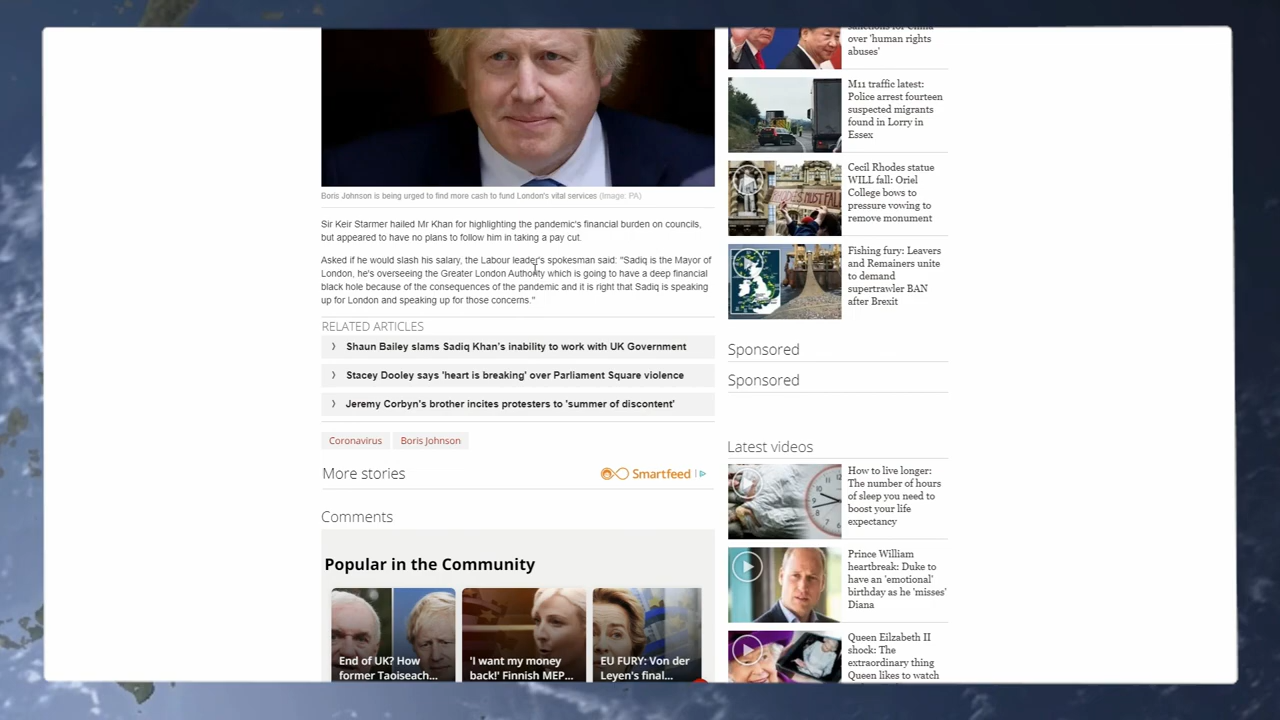 Boris Johnson is being urged to find more cash to fund London's vital services (Image: PA)
Sir Keir Starmer hailed Mr Khan for highlighting the pandemic's financial burden on councils,
but appeared to have no plans to follow him in taking a pay cut.
Asked if he would slash his salary, the Labour leader's spokesman said: "Sadiq is the Mayor of
London, he's overseeing the Greater London Authority which is going to have a deep financial
black hole because of the consequences of the pandemic and it is right that Sadiq is speaking
up for London and speaking up for those concerns."
RELATED ARTICLES
Shaun Bailey slams Sadiq Khan's inability to work with UK Government
Stacey Dooley says 'heart is breaking' over Parliament Square violence
Jeremy Corbyn's brother incites protesters to 'summer of discontent'
Coronavirus
Boris Johnson
More stories
Smartfeed
Comments
Popular in the Community
End of UK? How
former Taoiseach...
'I want my money
back!' Finnish MEP...
EU FURY: Von der
Leyen's final...
sanctions for China
over 'human rights
abuses'
M11 traffic latest:
Police arrest fourteen
suspected migrants
found in Lorry in
Essex
Cecil Rhodes statue
WILL fall: Oriel
College bows to
pressure vowing to
remove monument
Fishing fury: Leavers
and Remainers unite
to demand
supertrawler BAN
after Brexit
Sponsored
Sponsored
Latest videos
How to live longer:
The number of hours
of sleep you need to
boost your life
expectancy
Prince William
heartbreak: Duke to
have an 'emotional'
birthday as he 'misses'
Diana
Queen Eilzabeth II
shock: The
extraordinary thing
Queen likes to watch